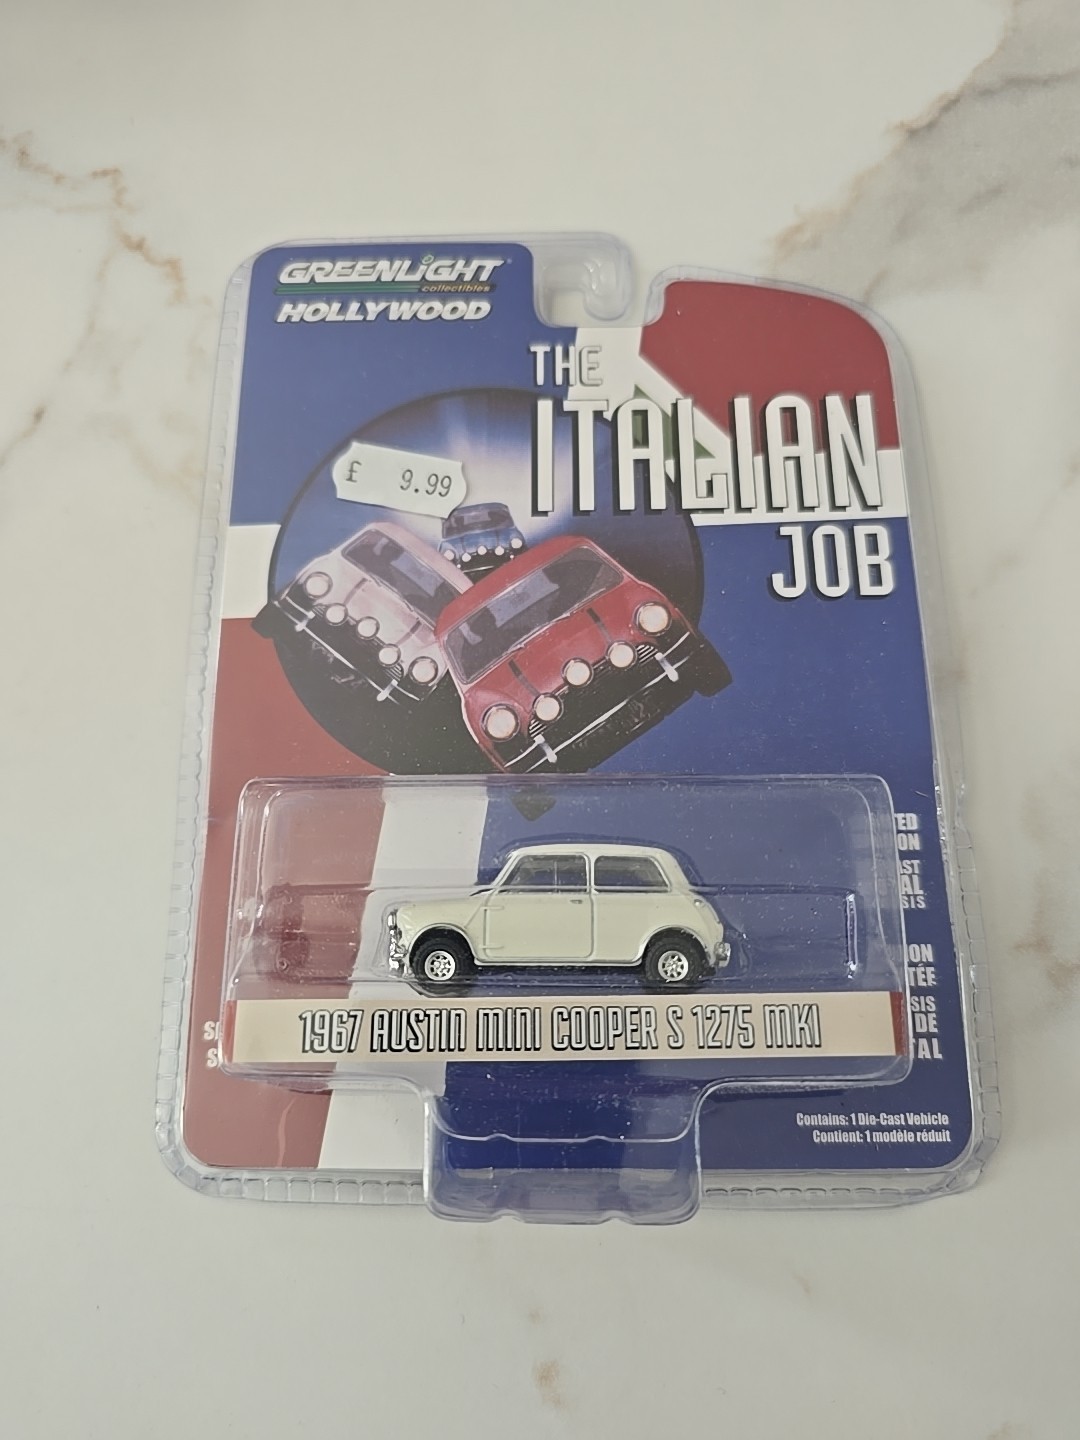 GREENLIGHT
collectibles
HOLLYWOOD
THE
ITALIAN
JOB
£ 9.99
1967 AUSTIN MINI COOPER S 1275 MKI
Contains: 1 Die-Cast Vehicle
Contient: 1 modèle réduit